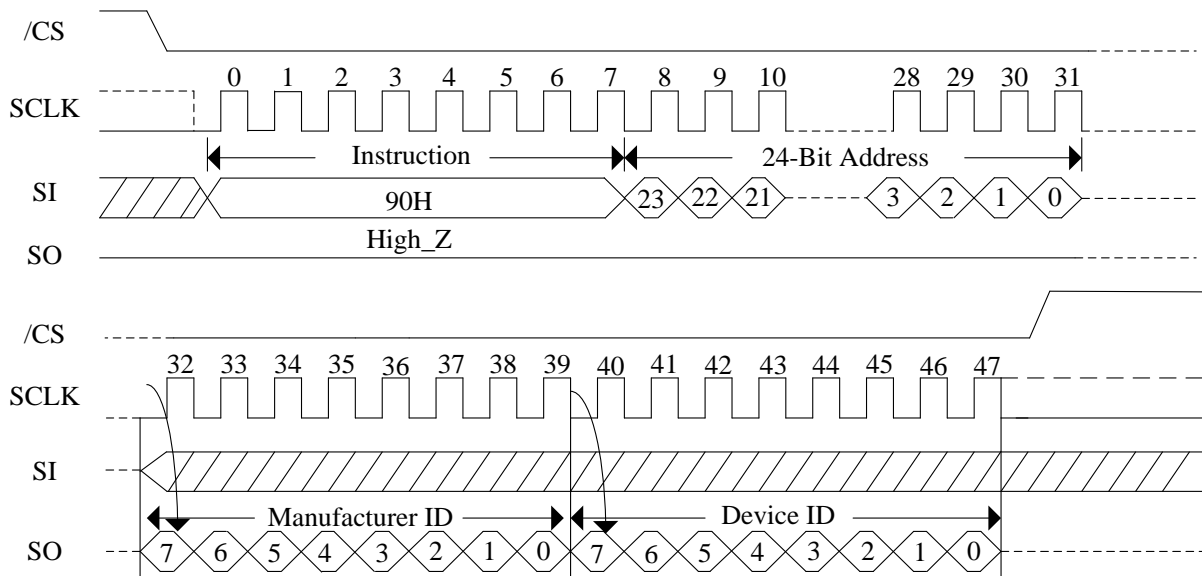 /CS
0 1 2 3 4 5 6 7 8 9 10 28 29 30 31
SCLK
Instruction 24-Bit Address
SI 90H 23 22 21 3 2 1 0
High_Z
SO
/CS
32 33 34 35 36 37 38 39 40 41 42 43 44 45 46 47
SCLK
SI
Manufacturer ID Device ID
SO 7 6 5 4 3 2 1 0 7 6 5 4 3 2 1 0